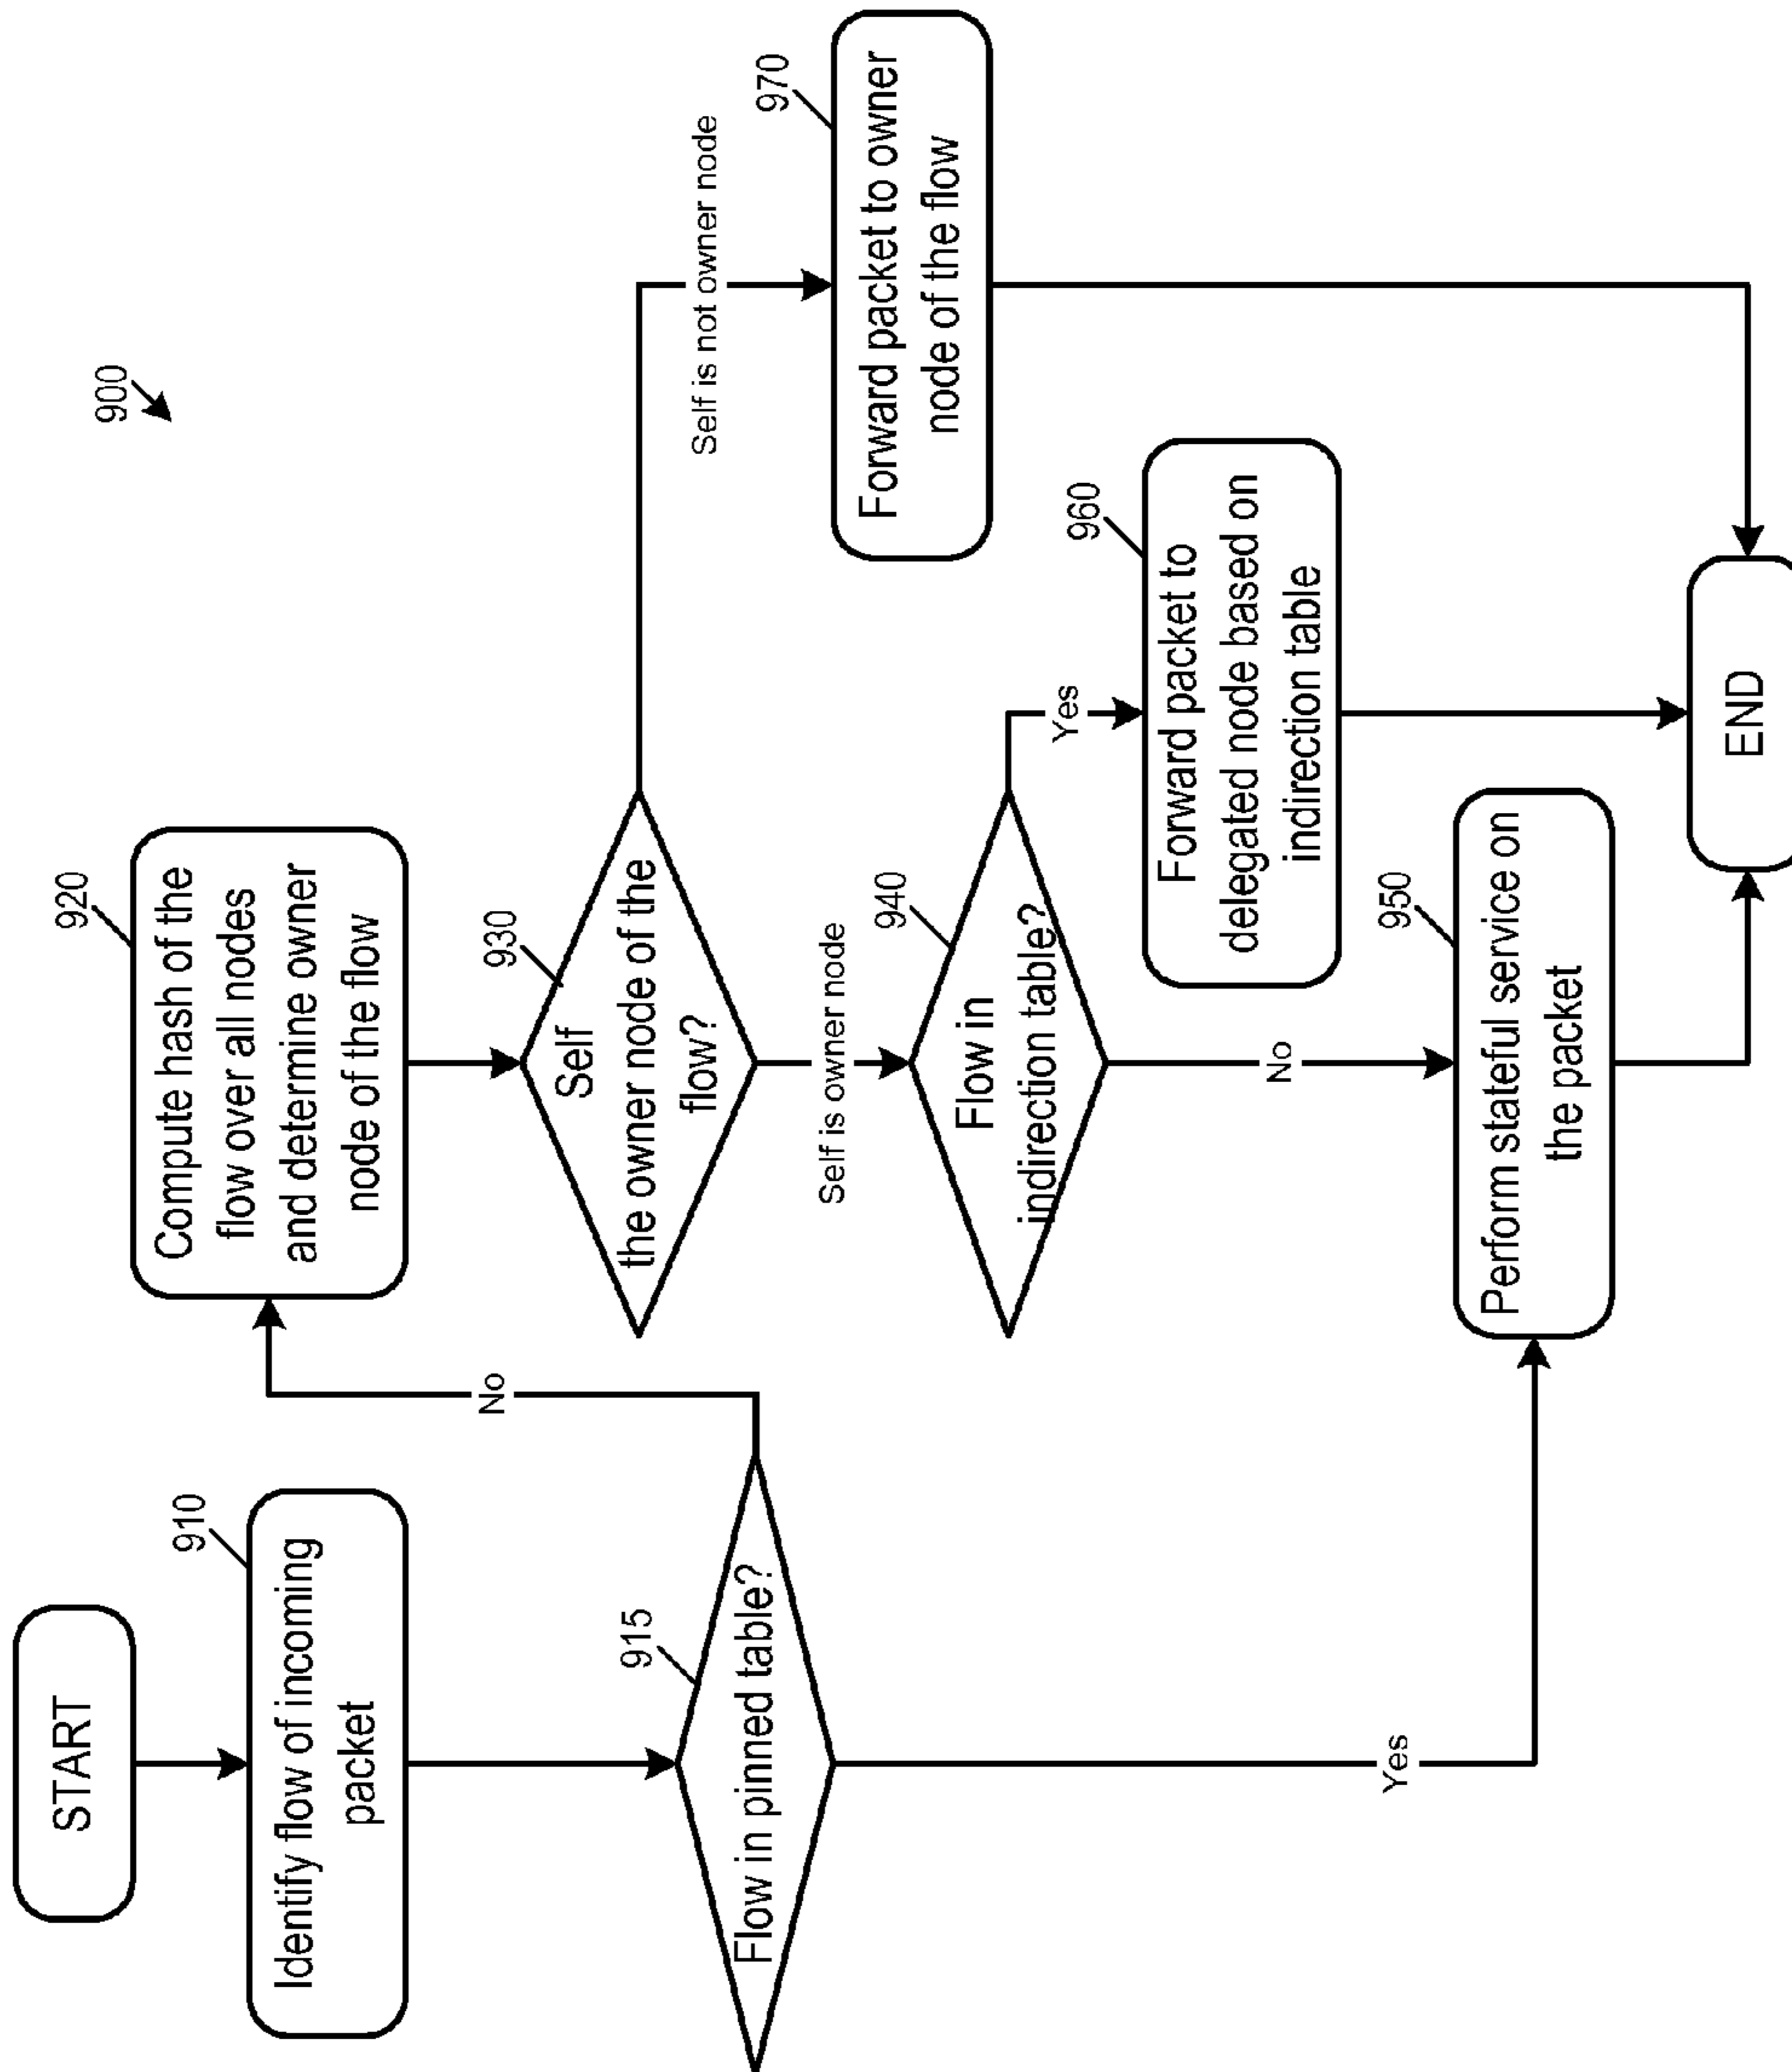 900
START
910
Identify flow of incoming
packet
915
Flow in pinned table?
No
Yes
920
Compute hash of the
flow over all nodes
and determine owner
node of the flow
930
Self
the owner node of the
flow?
Self is not owner node
Self is owner node
970
Forward packet to owner
node of the flow
940
Flow in
indirection table?
Yes
No
960
Forward packet to
delegated node based on
indirection table
950
Perform stateful service on
the packet
END